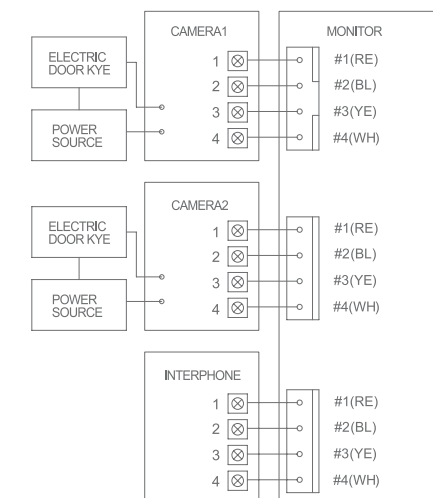 CAMERA1
MONITOR
ELECTRIC
DOOR KYE
POWER
SOURCE
1
2
3
4
#1(RE)
#2(BL)
#3(YE)
#4(WH)
CAMERA2
ELECTRIC
DOOR KYE
POWER
SOURCE
1
2
3
4
#1(RE)
#2(BL)
#3(YE)
#4(WH)
INTERPHONE
1
2
3
4
#1(RE)
#2(BL)
#3(YE)
#4(WH)